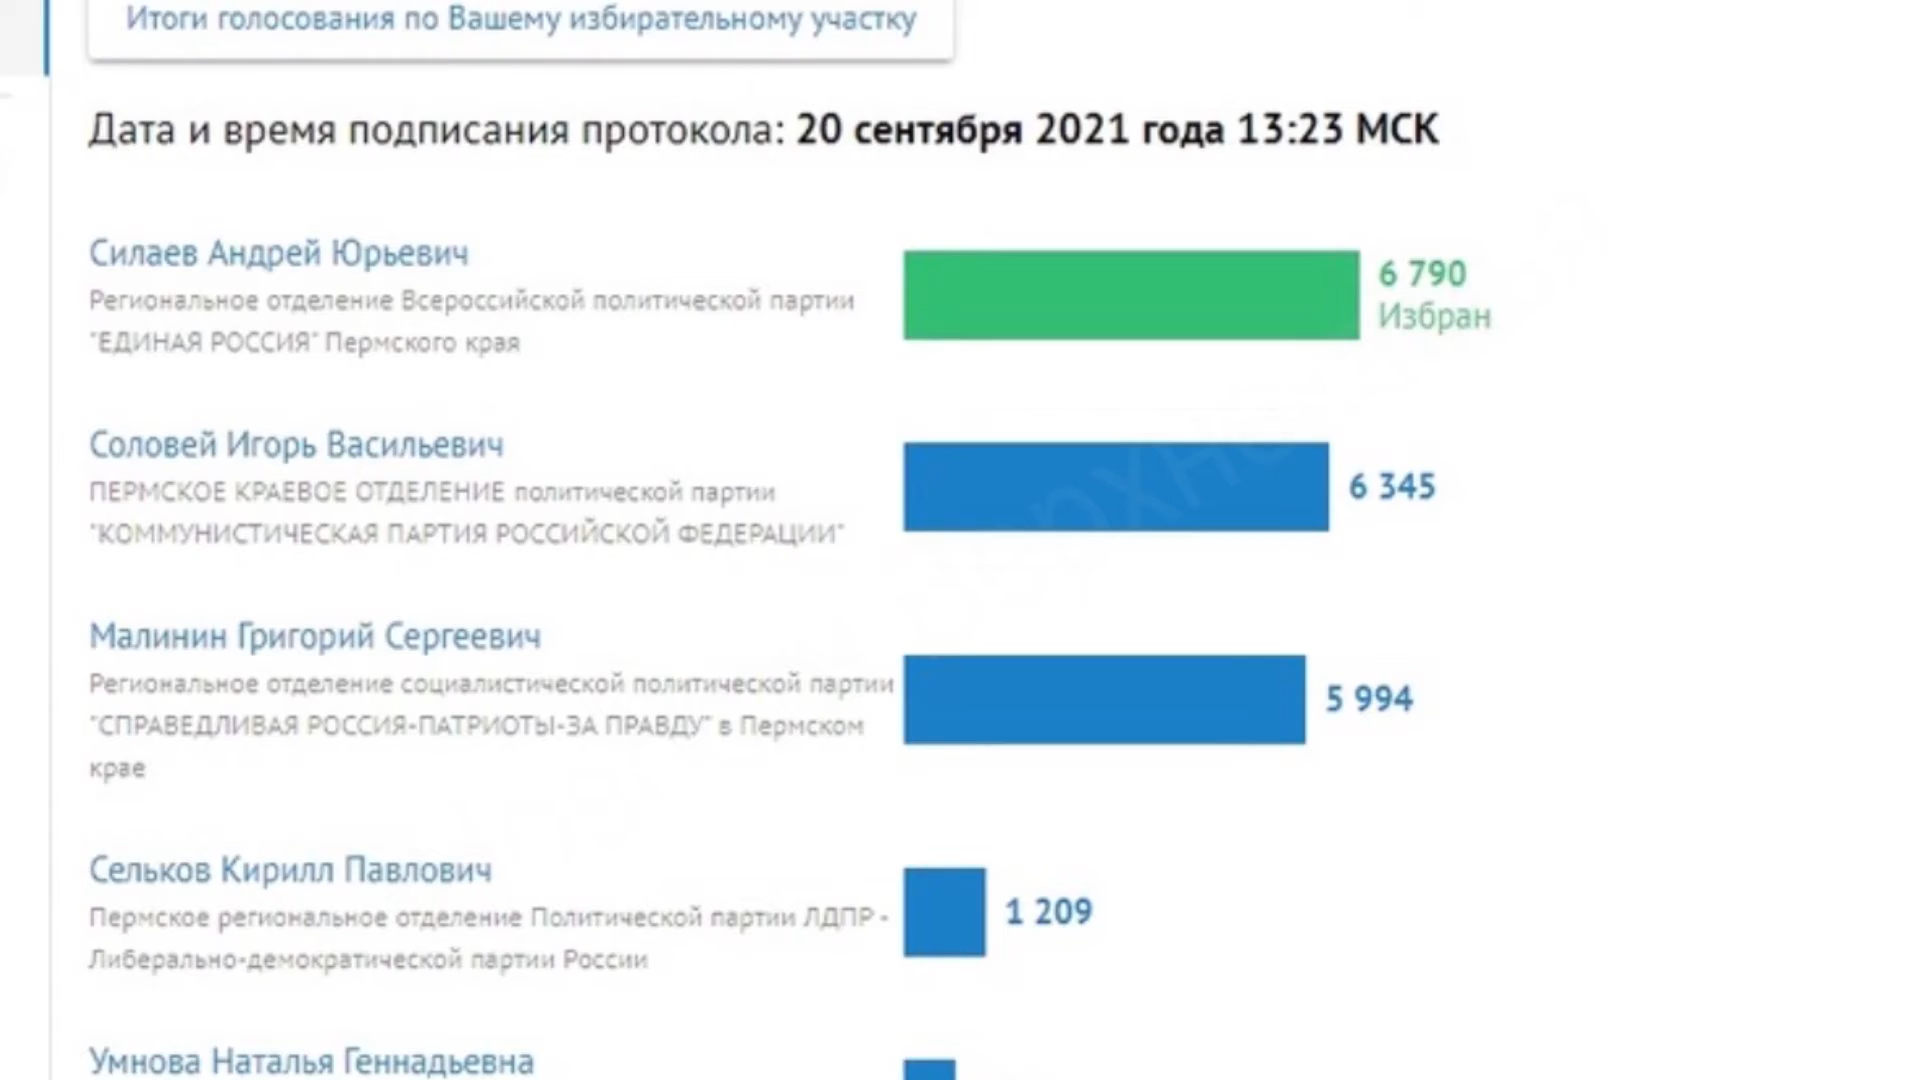 Итоги голосования по Вашему избирательному участку
Дата и время подписания протокола: 20 сентября 2021 года 13:23 МСК
Силаев Андрей Юрьевич
Региональное отделение Всероссийской политической партии
"ЕДИНАЯ РОССИЯ" Пермского края
6 790
Избран
Соловей Игорь Васильевич
ПЕРМСКОЕ КРАЕВОЕ ОТДЕЛЕНИЕ политической партии
"КОММУНИСТИЧЕСКАЯ ПАРТИЯ РОССИЙСКОЙ ФЕДЕРАЦИИ"
6 345
Малинин Григорий Сергеевич
Региональное отделение социалистической политической партии
"СПРАВЕДЛИВАЯ РОССИЯ-ПАТРИОТЫ-ЗА ПРАВДУ" в Пермском
крае
5 994
Сельков Кирилл Павлович
Пермское региональное отделение Политической партии ЛДПР -
Либерально-демократической партии России
1 209
Умнова Наталья Геннадьевна